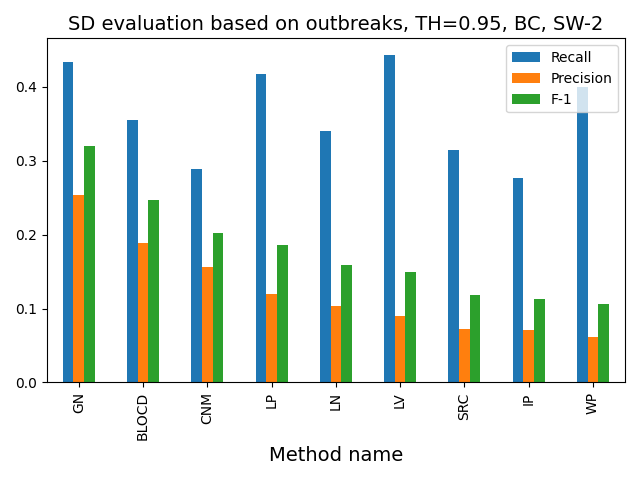 SD evaluation based on outbreaks, TH=0.95, BC, SW-2
Recall
Precision
F-1
0.4
0.3
0.2
0.1
0.0
GN
BLOCD
CNM
LP
LN
LV
SRC
IP
WP
Method name